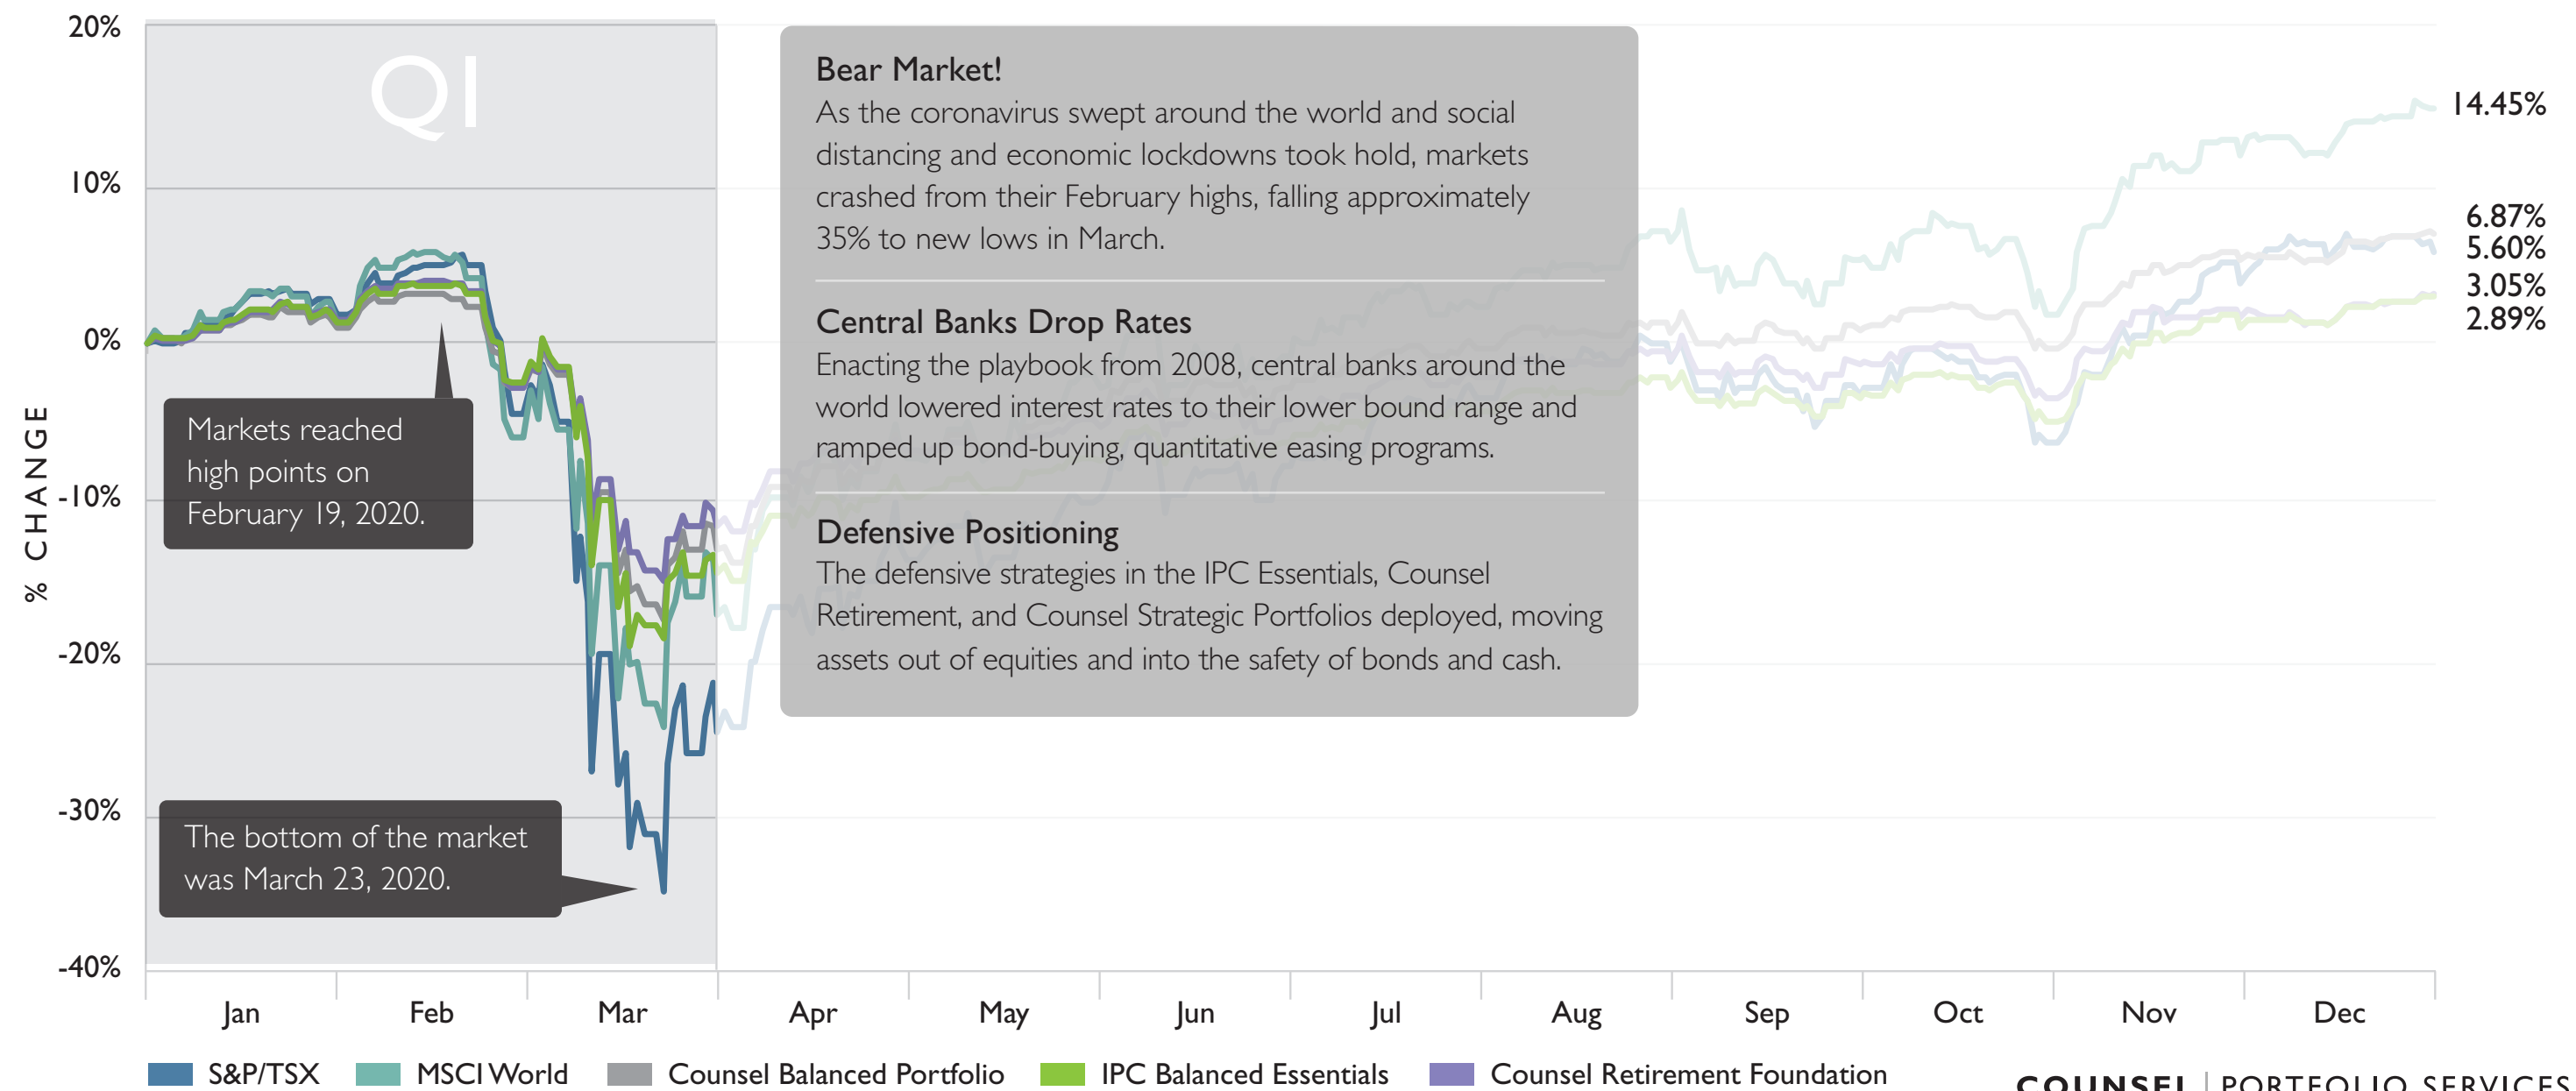 20%
10%
0%
-10%
-20%
-30%
-40%
% CHANGE
Q1
Markets reached
high points on
February 19, 2020.
The bottom of the market
was March 23, 2020.
Bear Market!
As the coronavirus swept around the world and social
distancing and economic lockdowns took hold, markets
crashed from their February highs, falling approximately
35% to new lows in March.
Central Banks Drop Rates
Enacting the playbook from 2008, central banks around the
world lowered interest rates to their lower bound range and
ramped up bond-buying, quantitative easing programs.
Defensive Positioning
The defensive strategies in the IPC Essentials, Counsel
Retirement, and Counsel Strategic Portfolios deployed, moving
assets out of equities and into the safety of bonds and cash.
14.45%
6.87%
5.60%
3.05%
2.89%
Jan Feb Mar Apr May Jun Jul Aug Sep Oct Nov Dec
S&P/TSX MSCI World Counsel Balanced Portfolio IPC Balanced Essentials Counsel Retirement Foundation
COUNSEL | PORTFOLIO SERVICES